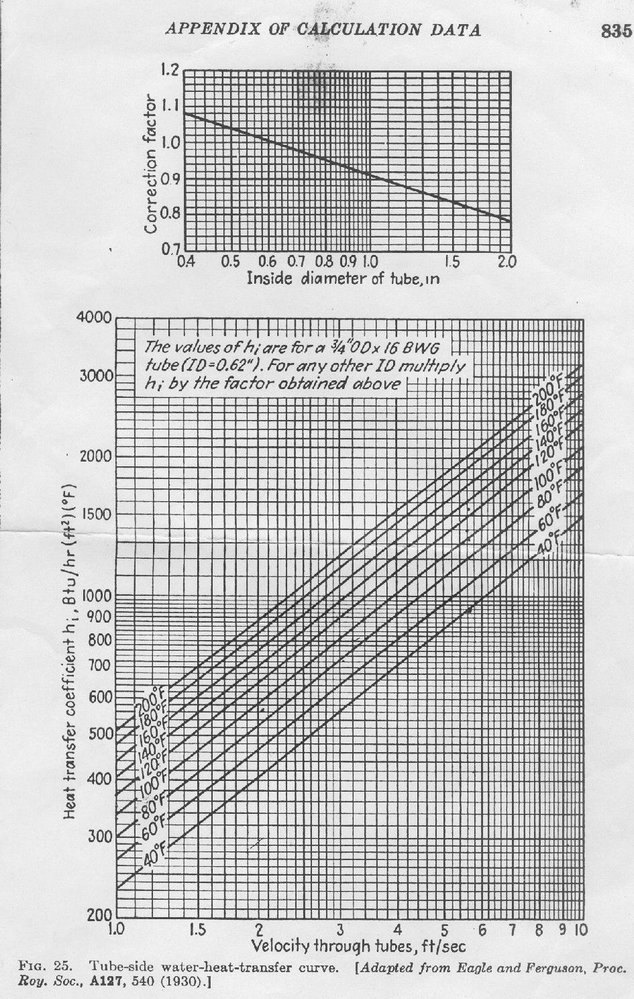 APPENDIX OF CALCULATION DATA 835
1.2
1.1
1.0
0.9
0.8
0.7
Correction factor
0.4 0.5 0.6 0.7 0.8 0.9 1.0 1.5 2.0
Inside diameter of tube, in
4000
3000
2000
1500
1000
900
800
700
600
500
400
300
200
Heat transfer coefficient hi, Btu/hr (ft²)(°F)
The values of hi are for a ¾"OD x 16 BWG
tube (ID=0.62"). For any other ID multiply
hi by the factor obtained above
200°F
180°F
160°F
140°F
120°F
100°F
80°F
60°F
40°F
200°F
180°F
160°F
140°F
120°F
100°F
80°F
60°F
40°F
1.0 1.5 2 3 4 5 6 7 8 9 10
Velocity through tubes, ft/sec
FIG. 25. Tube-side water-heat-transfer curve. [Adapted from Eagle and Ferguson, Proc.
Roy. Soc., A127, 540 (1930).]